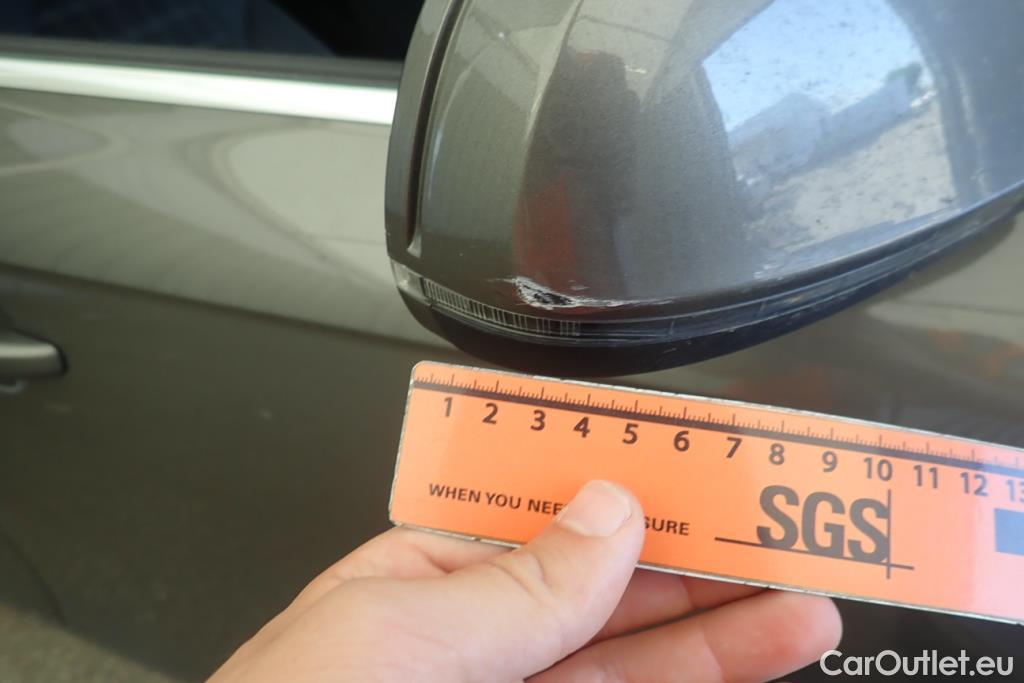 1 2 3 4 5 6 7 8 9 10 11 12 13
WHEN YOU NEE SURE
SGS
CarOutlet.eu